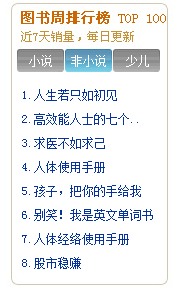 图书周排行榜 TOP 100
近7天销量，每日更新
小说 非小说 少儿
1.人生若只如初见
2.高效能人士的七个..
3.求医不如求己
4.人体使用手册
5.孩子，把你的手给我
6.别笑！我是英文单词书
7.人体经络使用手册
8.股市稳赚